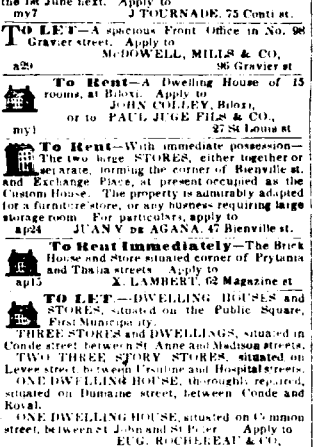 the 1st June next. Apply to
my7 J TOURNADE, 75 Conti st.
TO LET—A spacious Front Office in No. 96
Gravier street. Apply to
McDOWELL, MILLS & CO,
a29 96 Gravier st
To Rent—A Dwelling House of 15
rooms, at Biloxi. Apply to
JOHN COLLEY, Biloxi,
or to PAUL JUGE FILS & CO.,
my1 27 St Louis st
To Rent—With immediate possession—
The two large STORES, either together or
separate, forming the corner of Bienville st.
and Exchange Place, at present occupied as the
Custom House. The property is admirably adapted
for a furniture store, or any business requiring large
storage room For particulars, apply to
ap24 JUAN Y DE AGANA, 47 Bienville st.
To Rent Immediately—The Brick
House and Store situated corner of Prytania
and Thalia streets Apply to
ap15 X. LAMBERT, 62 Magazine st
TO LET.—DWELLING HOUSES and
STORES, situated on the Public Square,
First Municipality.
THREE STORES and DWELLINGS, situated in
Conde street between St. Anne and Madison streets.
TWO THREE STORY STORES, situated on
Levee street between Ursuline and Hospital streets.
ONE DWELLING HOUSE, thoroughly repaired,
situated on Dumaine street, between Conde and
Royal.
ONE DWELLING HOUSE, situated on Common
street, between St John and St Peter Apply to
EUG. ROCHEREAU & CO,